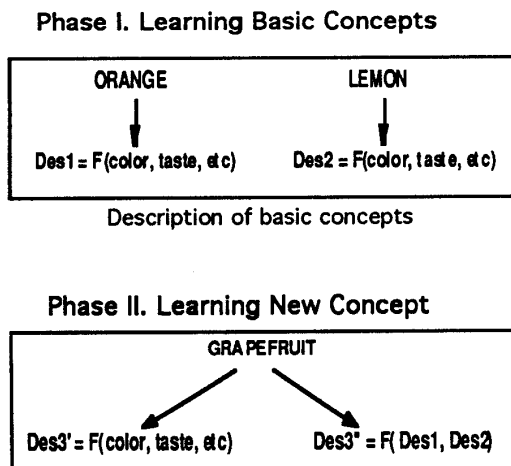 Phase I. Learning Basic Concepts
ORANGE LEMON
Des1 = F(color, taste, etc) Des2 = F(color, taste, etc)
Description of basic concepts
Phase II. Learning New Concept
GRAPEFRUIT
Des3' = F(color, taste, etc) Des3" = F( Des1, Des2)